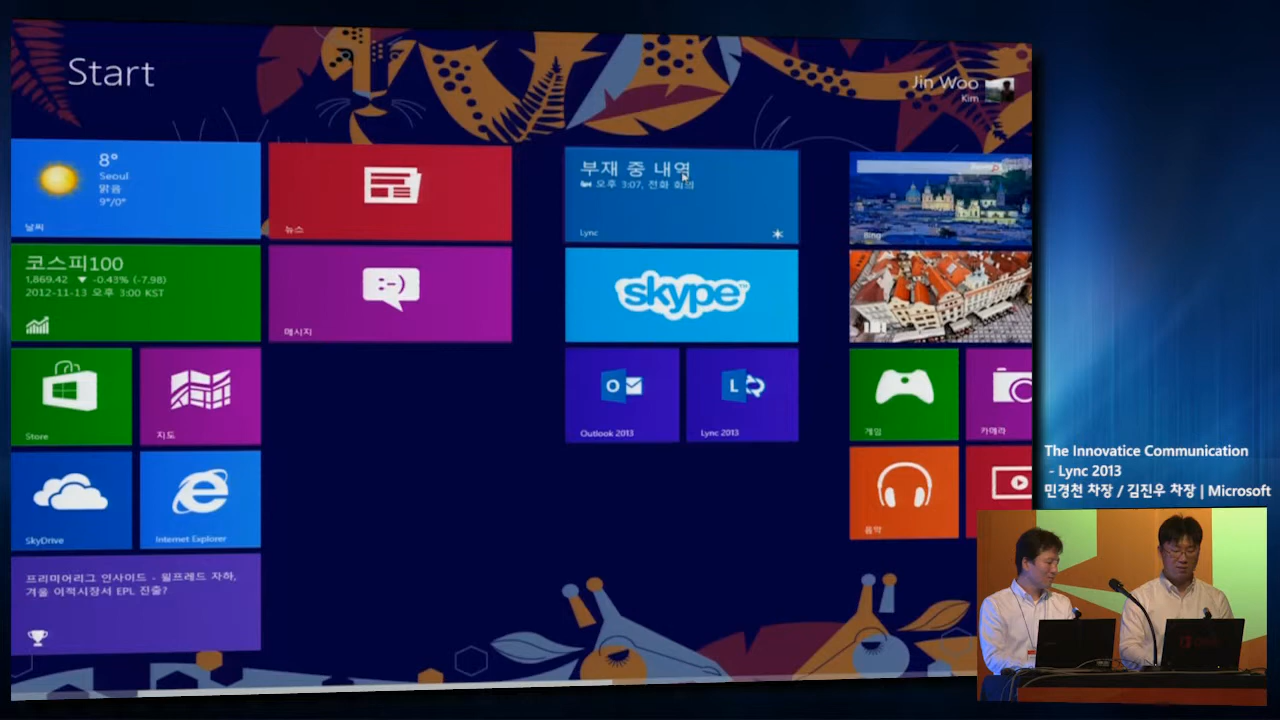 Start
Jin Woo
Kim
8°
Seoul
맑음
9°/0°
날씨
뉴스
부재 중 내역
오후 3:07, 전화 회의
Lync
Bing
코스피100
1,869.42 ▼ -0.43% (-7.98)
2012-11-13 오후 3:00 KST
메시지
skype
Store
지도
Outlook 2013
Lync 2013
게임
카메라
SkyDrive
Internet Explorer
음악
프리미어리그 인사이드 - 윌프레드 자하,
겨울 이적시장서 EPL 진출?
The Innovatice Communication
- Lync 2013
민경천 차장 / 김진우 차장 | Microsoft